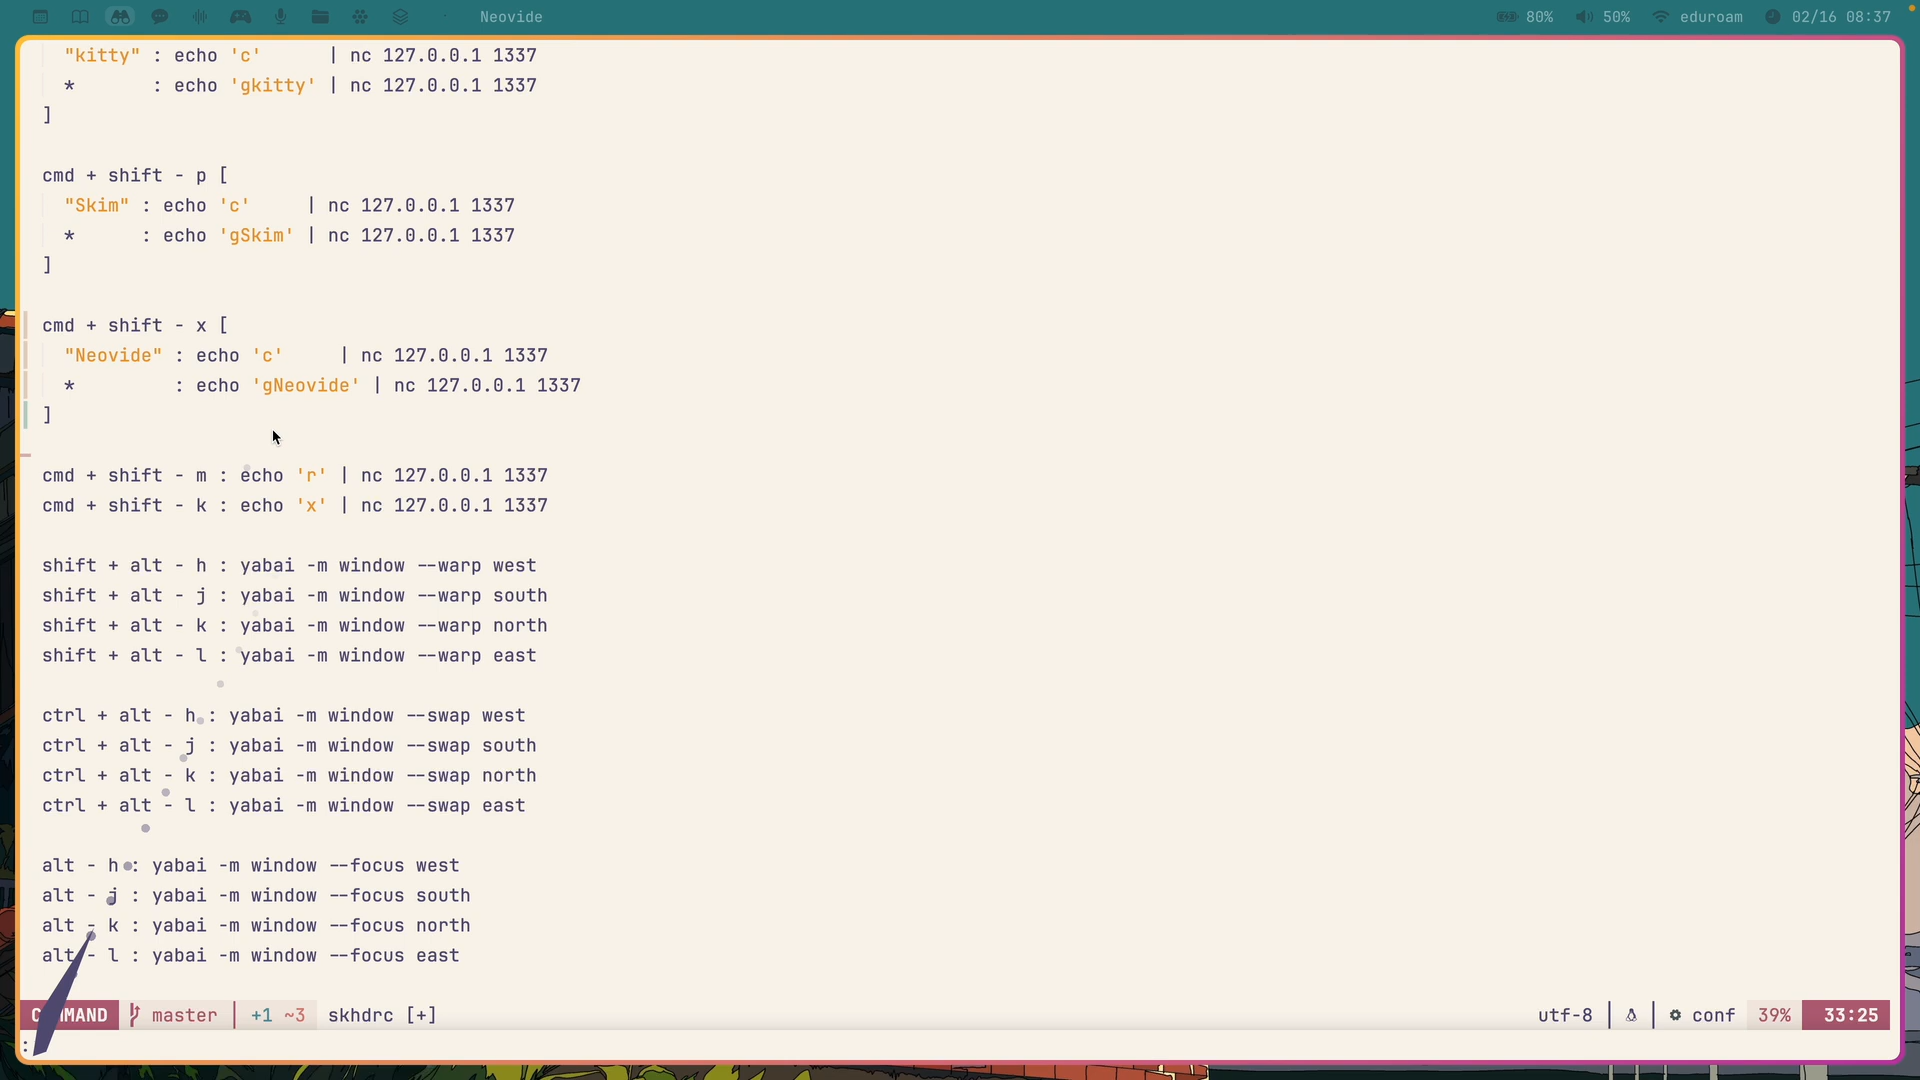 Neovide 80% 50% eduroam 02/16 08:37
"kitty" : echo 'c'      | nc 127.0.0.1 1337
*       : echo 'gkitty' | nc 127.0.0.1 1337
]
cmd + shift - p [
"Skim" : echo 'c'     | nc 127.0.0.1 1337
*      : echo 'gSkim' | nc 127.0.0.1 1337
]
cmd + shift - x [
"Neovide" : echo 'c'     | nc 127.0.0.1 1337
*         : echo 'gNeovide' | nc 127.0.0.1 1337
]
cmd + shift - m : echo 'r' | nc 127.0.0.1 1337
cmd + shift - k : echo 'x' | nc 127.0.0.1 1337
shift + alt - h : yabai -m window --warp west
shift + alt - j : yabai -m window --warp south
shift + alt - k : yabai -m window --warp north
shift + alt - l : yabai -m window --warp east
ctrl + alt - h : yabai -m window --swap west
ctrl + alt - j : yabai -m window --swap south
ctrl + alt - k : yabai -m window --swap north
ctrl + alt - l : yabai -m window --swap east
alt - h : yabai -m window --focus west
alt - j : yabai -m window --focus south
alt - k : yabai -m window --focus north
alt - l : yabai -m window --focus east
COMMAND master | +1 ~3 skhdrc [+] utf-8 | | conf 39% 33:25
: